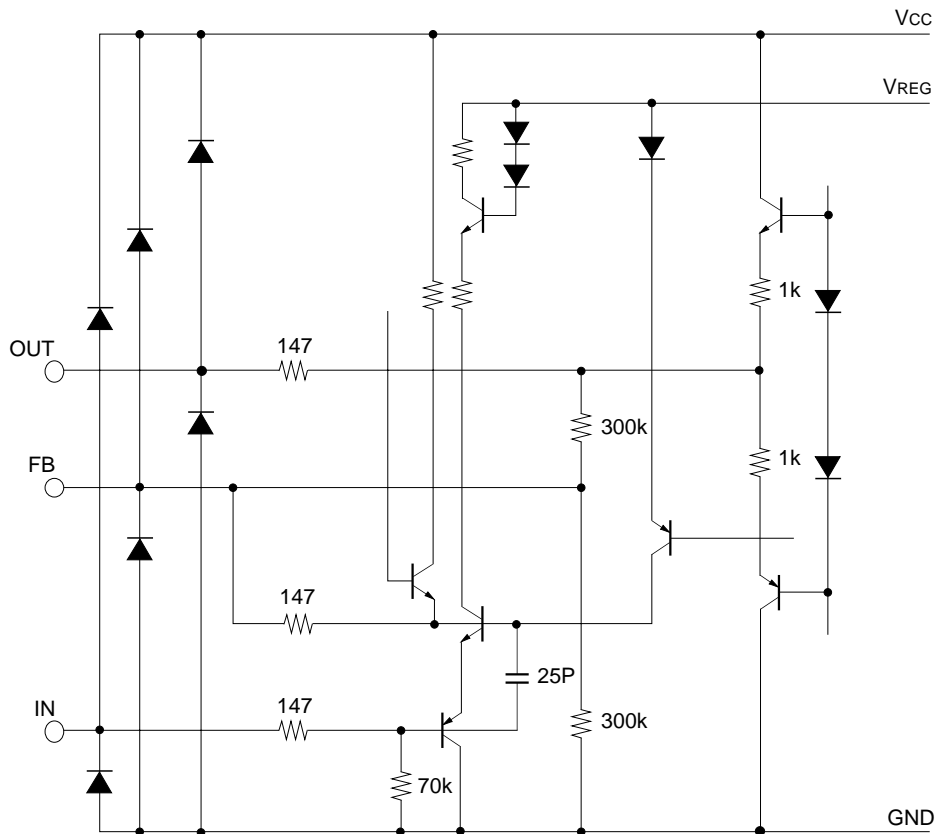 VCC
VREG
1k
OUT
147
300k
1k
FB
147
25P
IN
147
300k
70k
GND